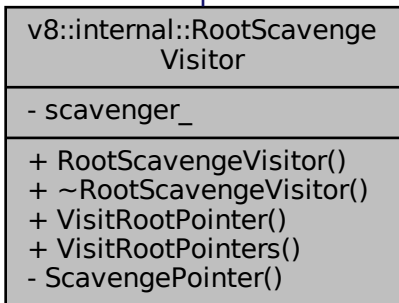 v8::internal::RootScavenge
Visitor
- scavenger_
+ RootScavengeVisitor()
+ ~RootScavengeVisitor()
+ VisitRootPointer()
+ VisitRootPointers()
- ScavengePointer()